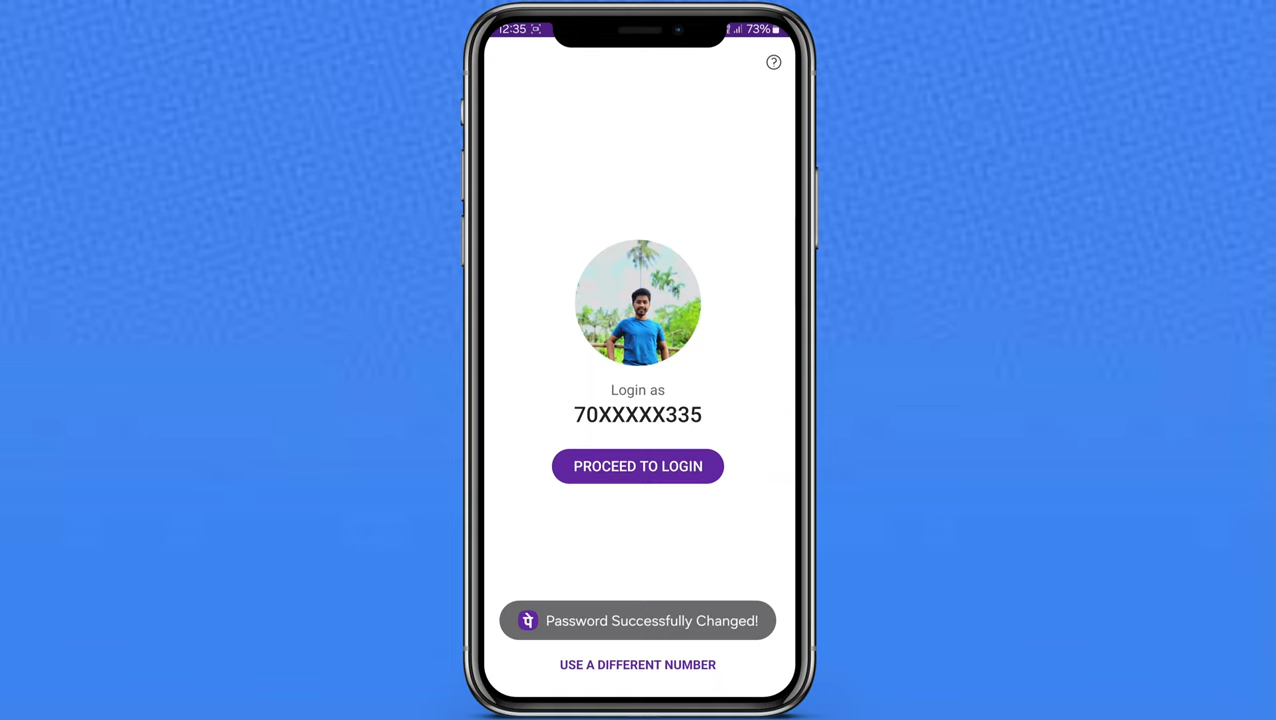 12:35 73%
?
Login as
70XXXXX335
PROCEED TO LOGIN
पे Password Successfully Changed!
USE A DIFFERENT NUMBER